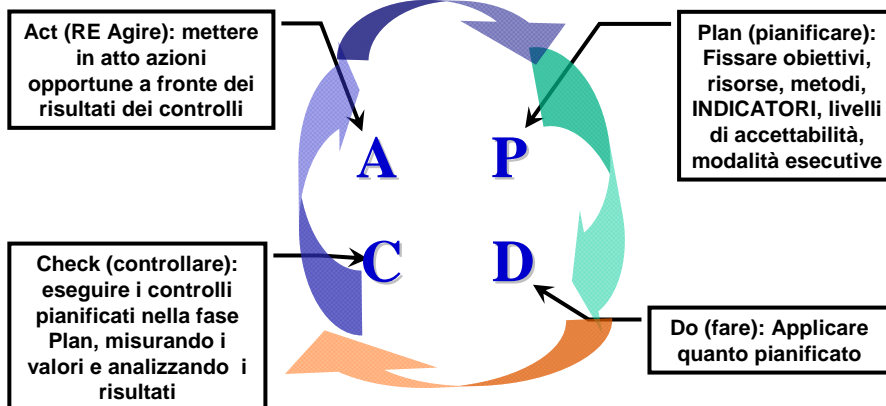 Act (RE Agire): mettere
in atto azioni
opportune a fronte dei
risultati dei controlli
Plan (pianificare):
Fissare obiettivi,
risorse, metodi,
INDICATORI, livelli
di accettabilità,
modalità esecutive
A
P
C
D
Check (controllare):
eseguire i controlli
pianificati nella fase
Plan, misurando i
valori e analizzando i
risultati
Do (fare): Applicare
quanto pianificato